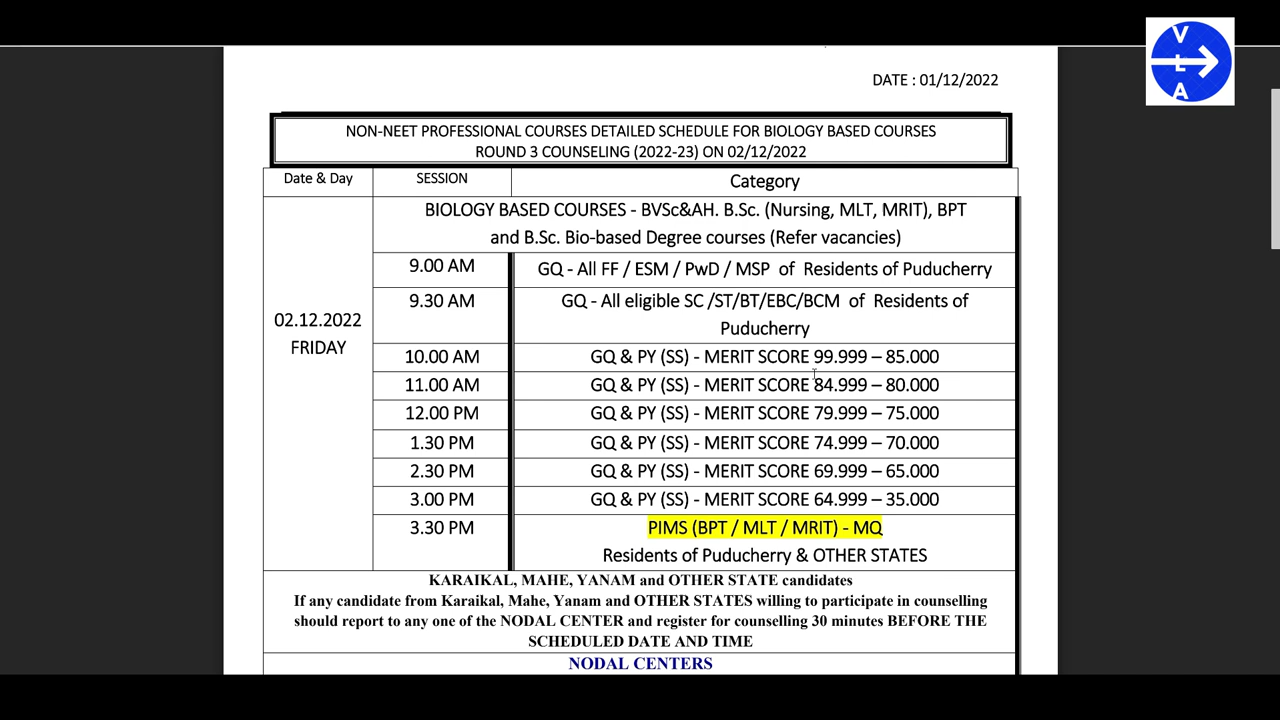 V
L
A
DATE : 01/12/2022
NON-NEET PROFESSIONAL COURSES DETAILED SCHEDULE FOR BIOLOGY BASED COURSES
ROUND 3 COUNSELING (2022-23) ON 02/12/2022
Date & Day SESSION Category
BIOLOGY BASED COURSES - BVSc&AH. B.Sc. (Nursing, MLT, MRIT), BPT
and B.Sc. Bio-based Degree courses (Refer vacancies)
02.12.2022
FRIDAY
9.00 AM GQ - All FF / ESM / PwD / MSP of Residents of Puducherry
9.30 AM GQ - All eligible SC /ST/BT/EBC/BCM of Residents of
Puducherry
10.00 AM GQ & PY (SS) - MERIT SCORE 99.999 – 85.000
11.00 AM GQ & PY (SS) - MERIT SCORE 84.999 – 80.000
12.00 PM GQ & PY (SS) - MERIT SCORE 79.999 – 75.000
1.30 PM GQ & PY (SS) - MERIT SCORE 74.999 – 70.000
2.30 PM GQ & PY (SS) - MERIT SCORE 69.999 – 65.000
3.00 PM GQ & PY (SS) - MERIT SCORE 64.999 – 35.000
3.30 PM PIMS (BPT / MLT / MRIT) - MQ
Residents of Puducherry & OTHER STATES
KARAIKAL, MAHE, YANAM and OTHER STATE candidates
If any candidate from Karaikal, Mahe, Yanam and OTHER STATES willing to participate in counselling
should report to any one of the NODAL CENTER and register for counselling 30 minutes BEFORE THE
SCHEDULED DATE AND TIME
NODAL CENTERS